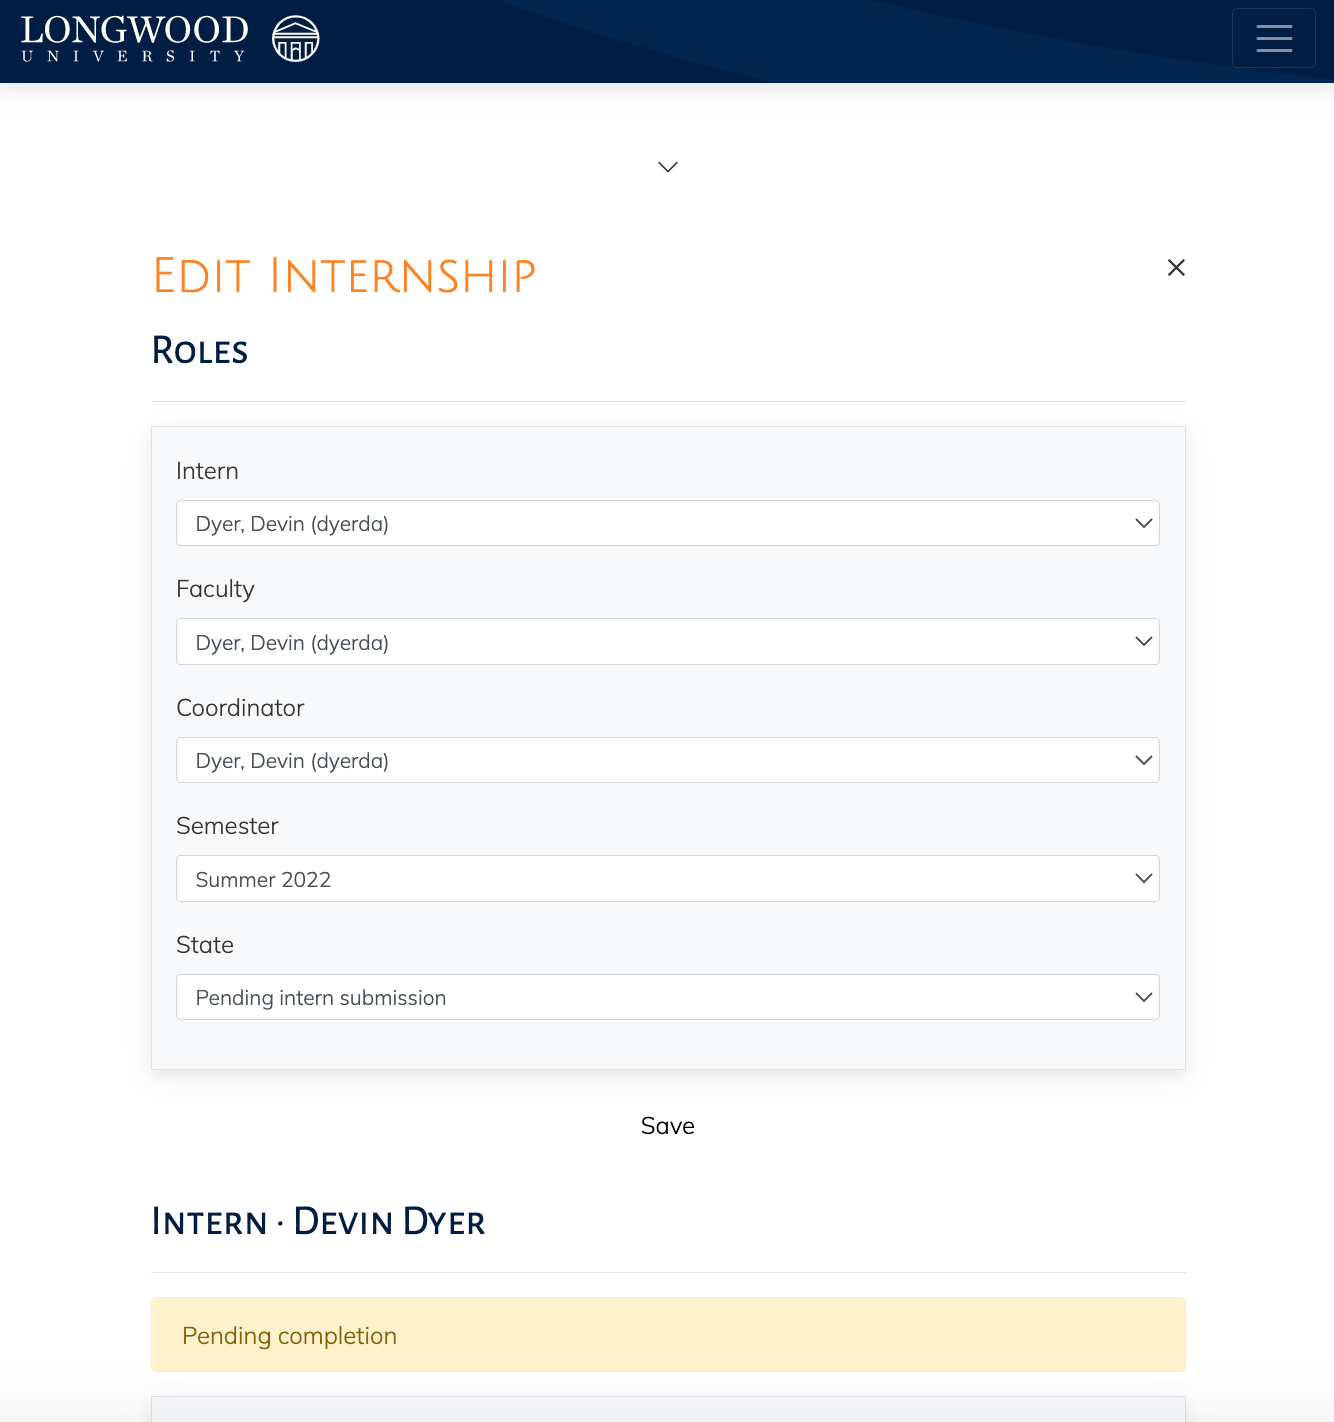 LONGWOOD
UNIVERSITY
Edit Internship
Roles
Intern
Dyer, Devin (dyerda)
Faculty
Dyer, Devin (dyerda)
Coordinator
Dyer, Devin (dyerda)
Semester
Summer 2022
State
Pending intern submission
Save
Intern · Devin Dyer
Pending completion